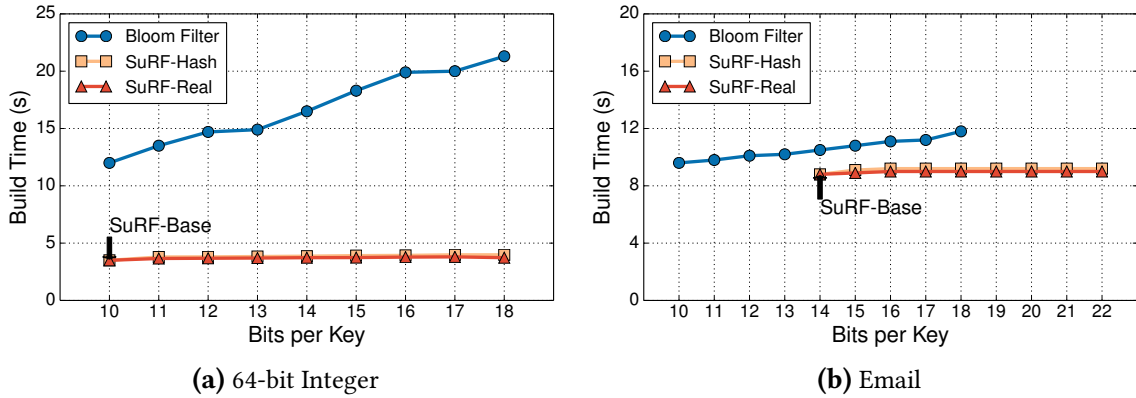 25
20
15
10
5
0
Build Time (s)
Bloom Filter
SuRF-Hash
SuRF-Real
SuRF-Base
10 11 12 13 14 15 16 17 18
Bits per Key
(a) 64-bit Integer
20
16
12
8
4
0
Build Time (s)
Bloom Filter
SuRF-Hash
SuRF-Real
SuRF-Base
10 11 12 13 14 15 16 17 18 19 20 21 22
Bits per Key
(b) Email